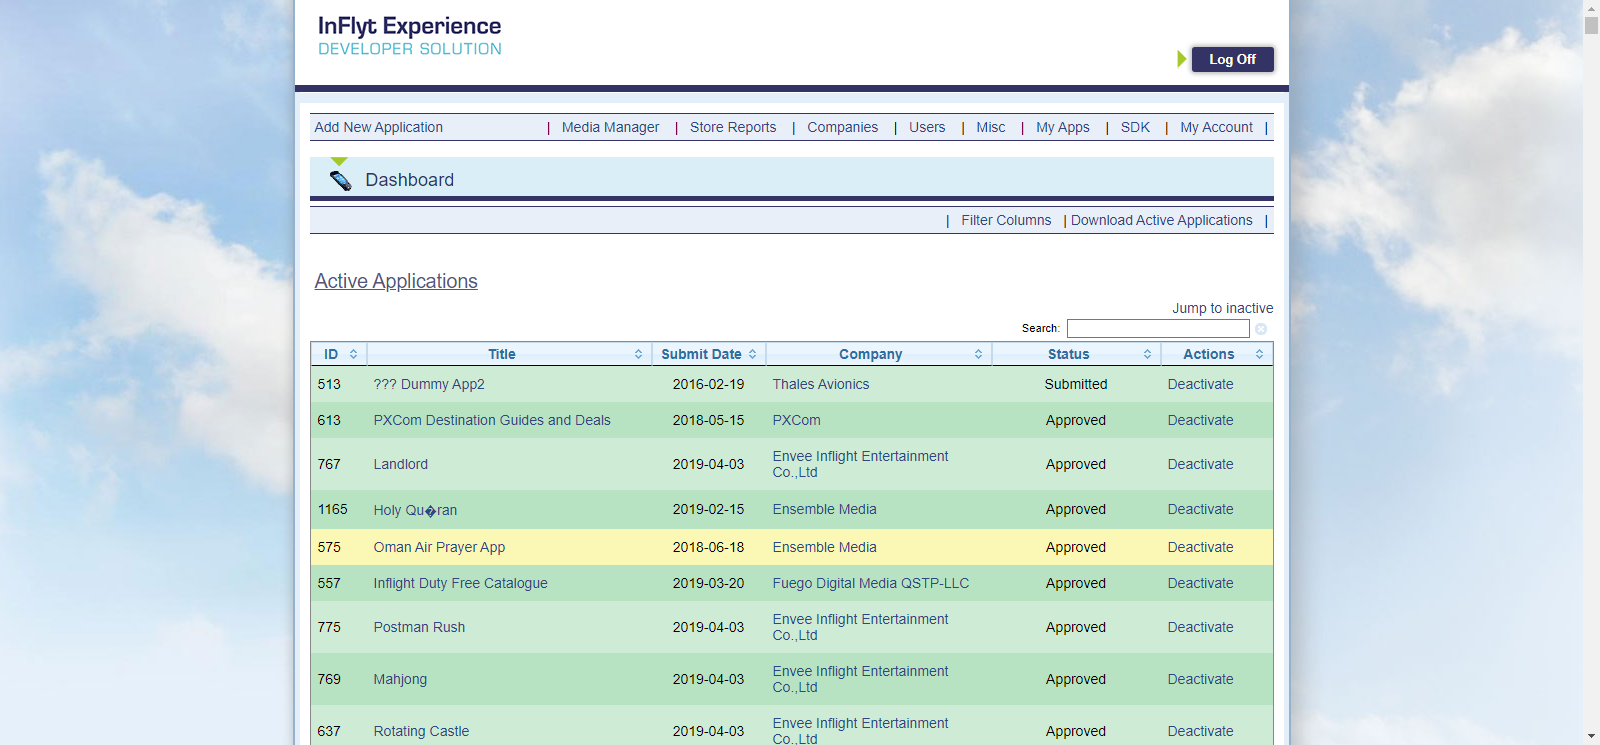 InFlyt Experience
DEVELOPER SOLUTION
Log Off
Add New Application | Media Manager | Store Reports | Companies | Users | Misc | My Apps | SDK | My Account |
Dashboard
| Filter Columns | Download Active Applications |
Active Applications
Jump to inactive
Search:
ID Title Submit Date Company Status Actions
513 ??? Dummy App2 2016-02-19 Thales Avionics Submitted Deactivate
613 PXCom Destination Guides and Deals 2018-05-15 PXCom Approved Deactivate
767 Landlord 2019-04-03 Envee Inflight Entertainment Co.,Ltd Approved Deactivate
1165 Holy Qu�ran 2019-02-15 Ensemble Media Approved Deactivate
575 Oman Air Prayer App 2018-06-18 Ensemble Media Approved Deactivate
557 Inflight Duty Free Catalogue 2019-03-20 Fuego Digital Media QSTP-LLC Approved Deactivate
775 Postman Rush 2019-04-03 Envee Inflight Entertainment Co.,Ltd Approved Deactivate
769 Mahjong 2019-04-03 Envee Inflight Entertainment Co.,Ltd Approved Deactivate
637 Rotating Castle 2019-04-03 Envee Inflight Entertainment Co.,Ltd Approved Deactivate